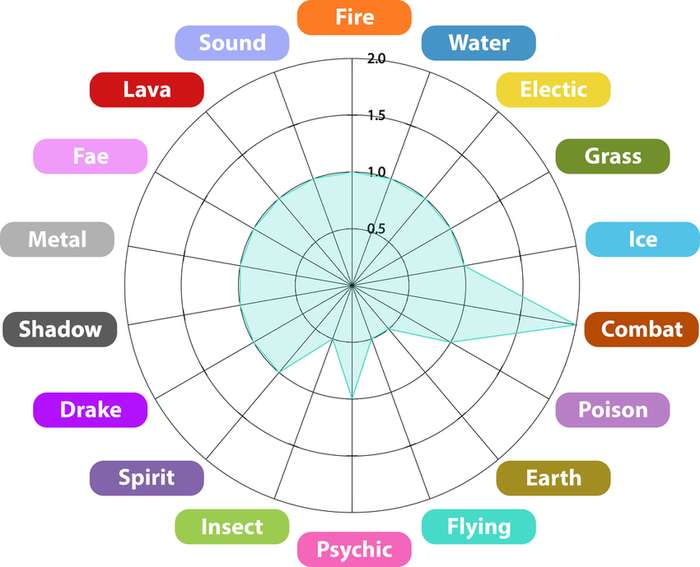 Fire
Sound
Water
2.0
Lava
Electic
1.5
Fae
Grass
1.0
Metal
0.5
Ice
Shadow
Combat
Drake
Poison
Spirit
Earth
Insect
Flying
Psychic